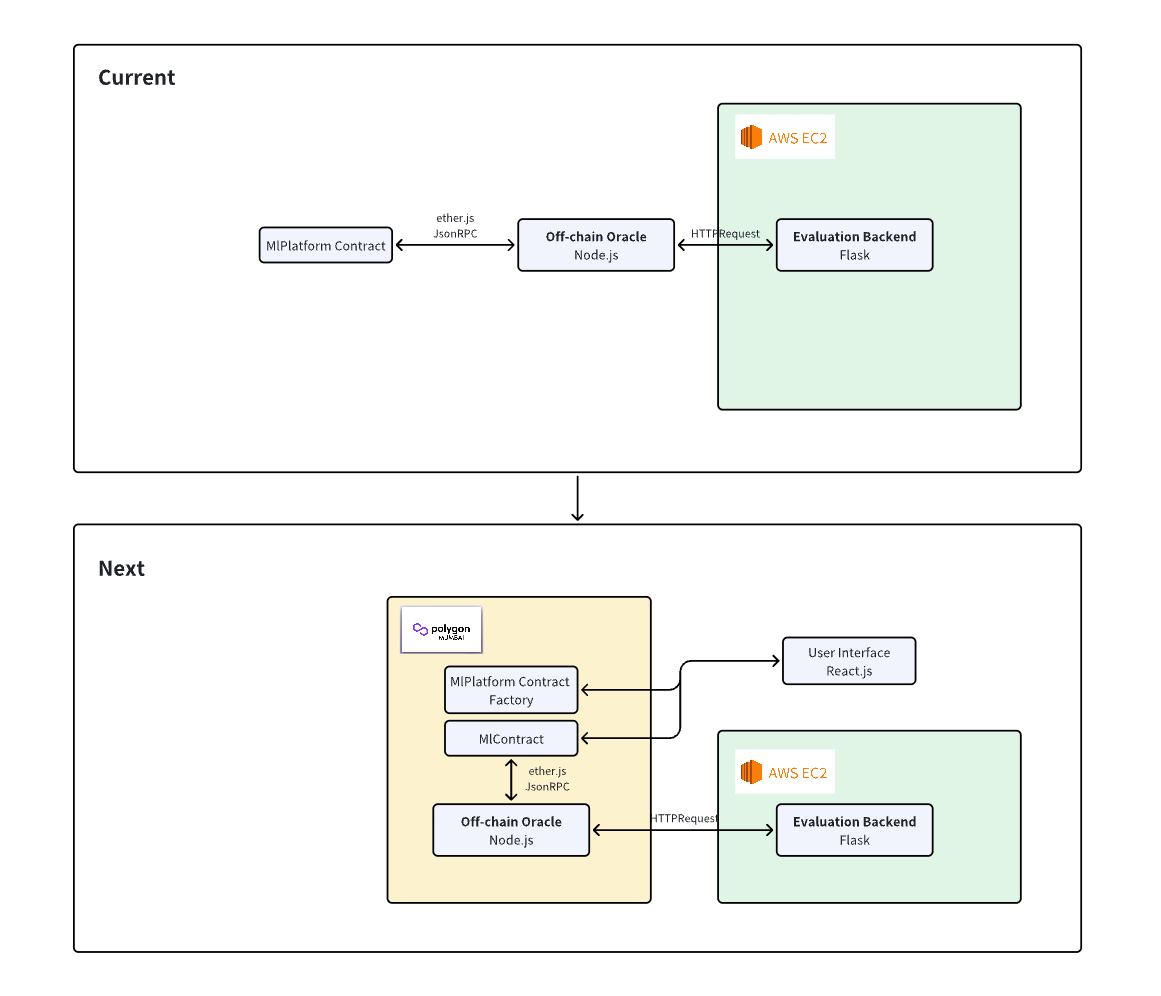 Current
AWS EC2
ether.js
JsonRPC
MlPlatform Contract
Off-chain Oracle
Node.js
HTTPRequest
Evaluation Backend
Flask
Next
polygon
MUMBAI
MlPlatform Contract
Factory
User Interface
React.js
MlContract
ether.js
JsonRPC
AWS EC2
Off-chain Oracle
Node.js
HTTPRequest
Evaluation Backend
Flask